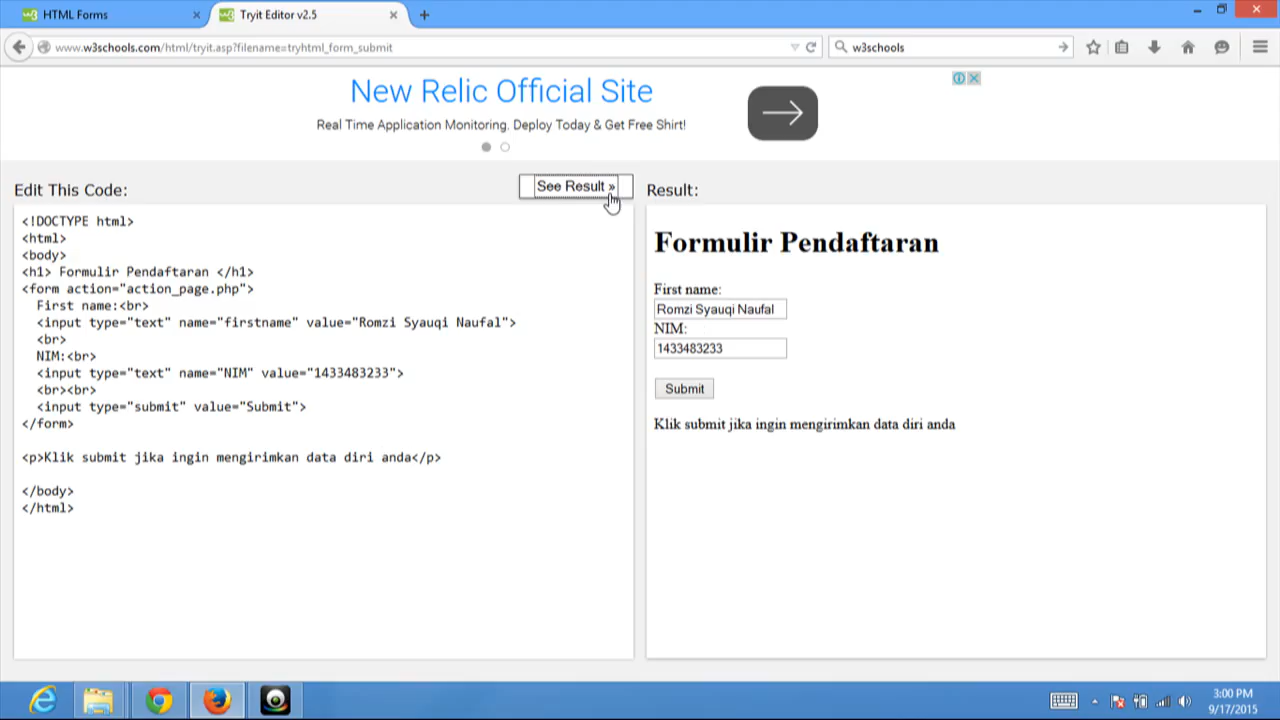 HTML Forms
Tryit Editor v2.5
www.w3schools.com/html/tryit.asp?filename=tryhtml_form_submit
w3schools
New Relic Official Site
Real Time Application Monitoring. Deploy Today & Get Free Shirt!
Edit This Code:
See Result »
Result:
<!DOCTYPE html>
<html>
<body>
<h1> Formulir Pendaftaran </h1>
<form action="action_page.php">
First name:<br>
<input type="text" name="firstname" value="Romzi Syauqi Naufal">
<br>
NIM:<br>
<input type="text" name="NIM" value="1433483233">
<br><br>
<input type="submit" value="Submit">
</form>
<p>Klik submit jika ingin mengirimkan data diri anda</p>
</body>
</html>
Formulir Pendaftaran
First name:
Romzi Syauqi Naufal
NIM:
1433483233
Submit
Klik submit jika ingin mengirimkan data diri anda
3:00 PM
9/17/2015